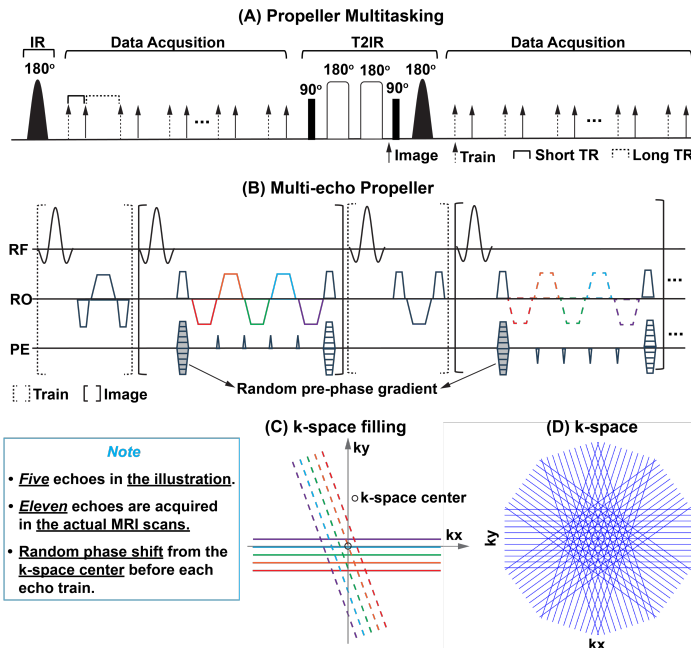 (A) Propeller Multitasking
IR Data Acqusition T2IR Data Acqusition
180° 180° 180° 180°
90° 90°
...
...
Image Train Short TR Long TR
(B) Multi-echo Propeller
RF
RO
...
PE
...
Train Image
Random pre-phase gradient
(C) k-space filling
(D) k-space
ky
k-space center
kx
ky
kx
Note
• Five echoes in the illustration.
• Eleven echoes are acquired
in the actual MRI scans.
• Random phase shift from the
k-space center before each
echo train.